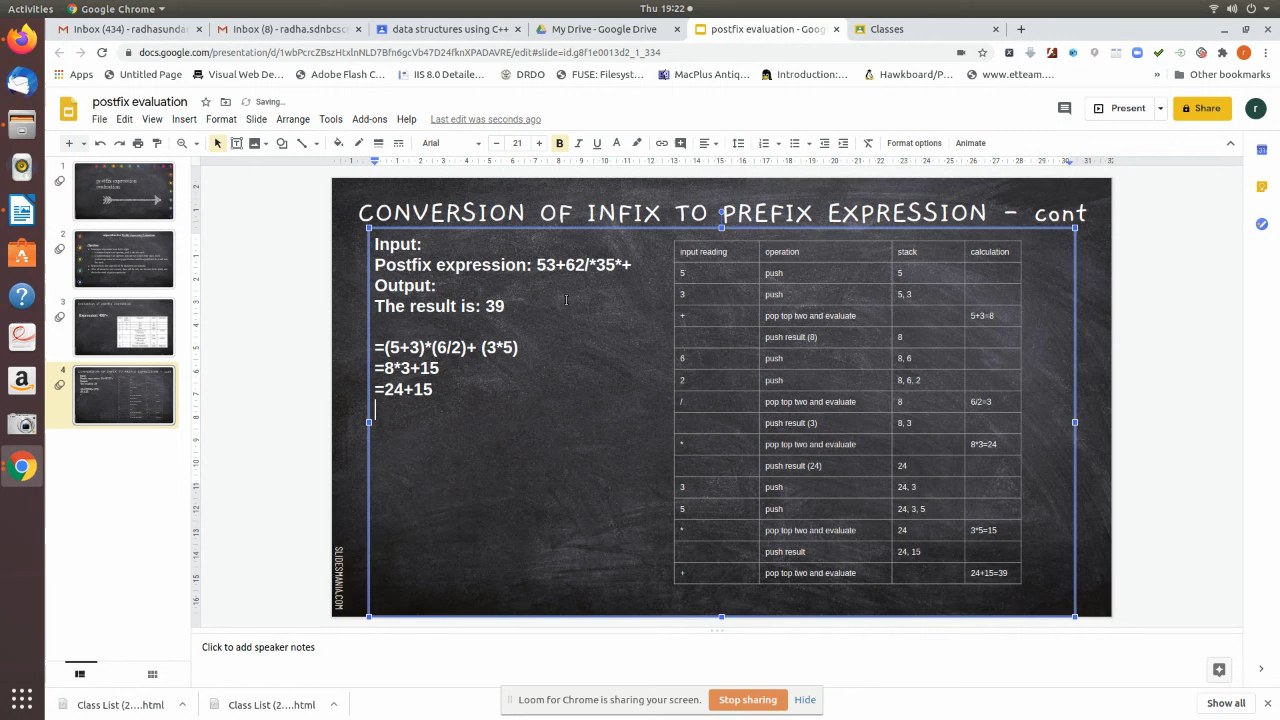 Activities
Google Chrome
Thu 19:22
Inbox (434) - radhasundar
Inbox (8) - radha.sdnbcsc
data structures using C++
My Drive - Google Drive
postfix evaluation - Goog
Classes
docs.google.com/presentation/d/1wbPcrcZBszHtxlnNLD7Bfn6gcVb47D24fknXPADAVRE/edit#slide=id.g8f1e0013d2_1_334
Apps
Untitled Page
Visual Web De...
Adobe Flash C...
IIS 8.0 Detaile...
DRDO
FUSE: Filesyst...
MacPlus Antiq...
Introduction:...
Hawkboard/P...
www.etteam.com
Other bookmarks
postfix evaluation
Saving...
File Edit View Insert Format Slide Arrange Tools Add-ons Help Last edit was seconds ago
Present
Share
r
Arial
21
Format options
Animate
CONVERSION OF INFIX TO PREFIX EXPRESSION - cont
Input:
Postfix expression: 53+62/*35*+
Output:
The result is: 39
=(5+3)*(6/2)+ (3*5)
=8*3+15
=24+15
input reading operation stack calculation
5 push 5
3 push 5, 3
+ pop top two and evaluate 5+3=8
push result (8) 8
6 push 8, 6
2 push 8, 6, 2
/ pop top two and evaluate 8 6/2=3
push result (3) 8, 3
* pop top two and evaluate 8*3=24
push result (24) 24
3 push 24, 3
5 push 24, 3, 5
* pop top two and evaluate 24 3*5=15
push result 24, 15
+ pop top two and evaluate 24+15=39
SLIDESMANIA.COM
Click to add speaker notes
Loom for Chrome is sharing your screen.
Stop sharing
Hide
Class List (2....html
Class List (2....html
Show all